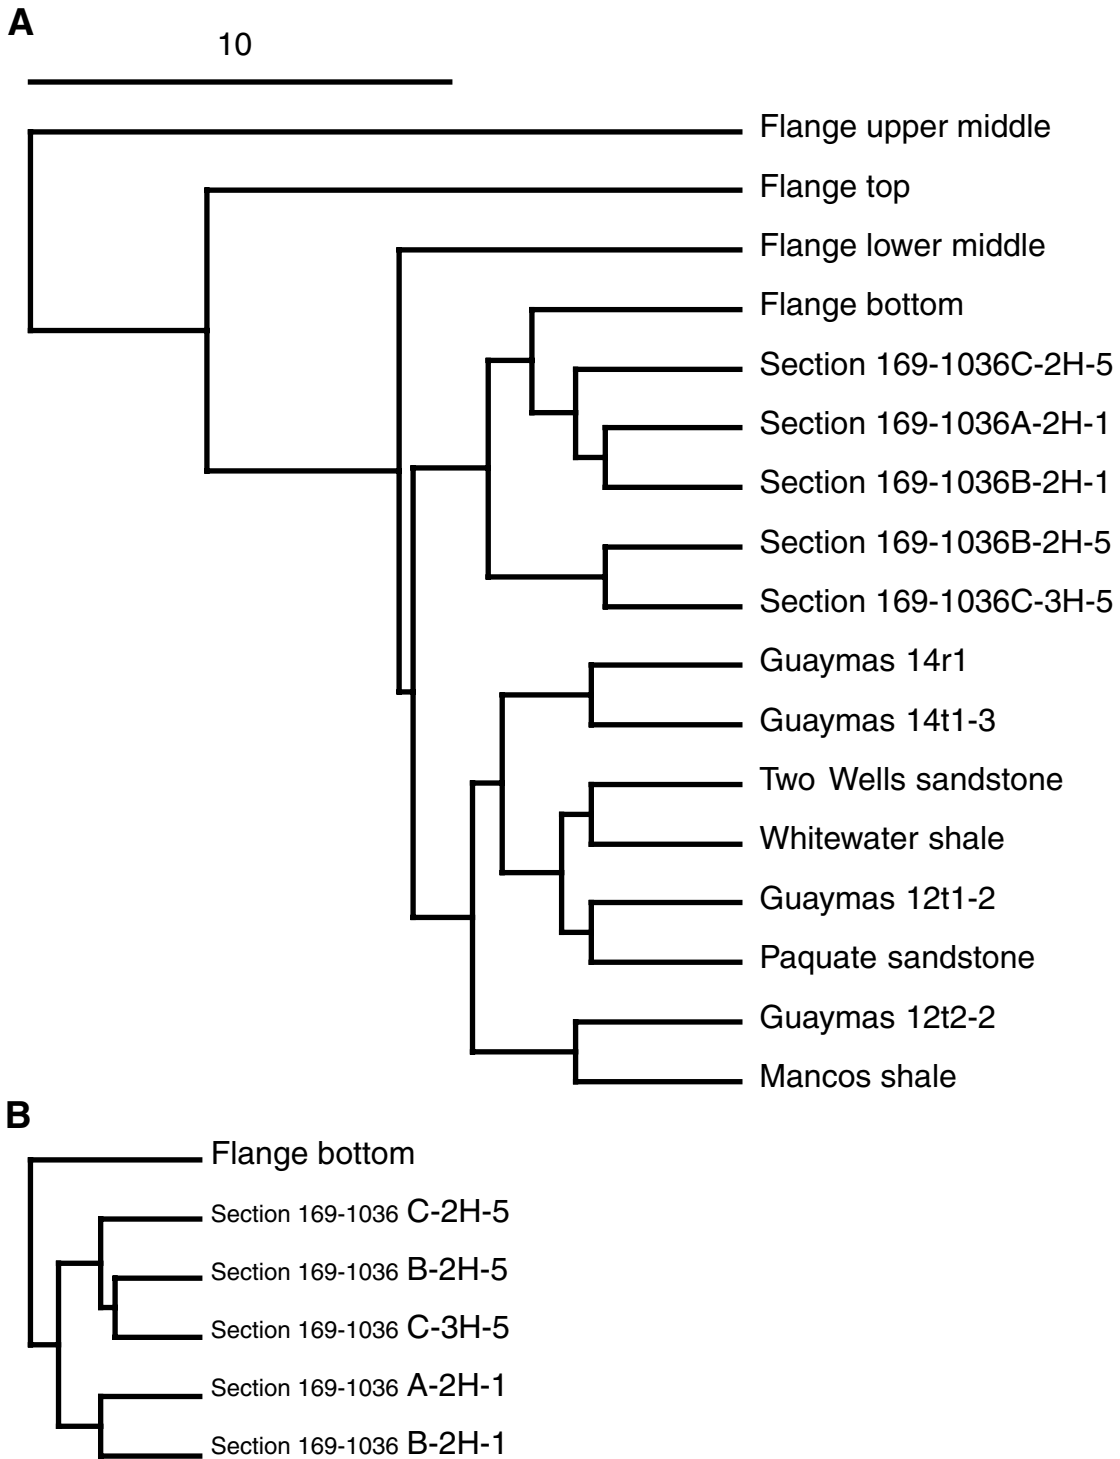 A
10
Flange upper middle
Flange top
Flange lower middle
Flange bottom
Section 169-1036C-2H-5
Section 169-1036A-2H-1
Section 169-1036B-2H-1
Section 169-1036B-2H-5
Section 169-1036C-3H-5
Guaymas 14r1
Guaymas 14t1-3
Two Wells sandstone
Whitewater shale
Guaymas 12t1-2
Paquate sandstone
Guaymas 12t2-2
Mancos shale
B
Flange bottom
Section 169-1036 C-2H-5
Section 169-1036 B-2H-5
Section 169-1036 C-3H-5
Section 169-1036 A-2H-1
Section 169-1036 B-2H-1